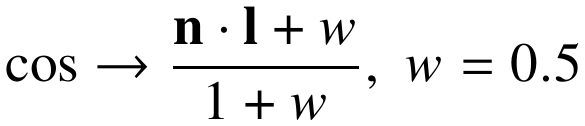 cos → (n · l + w) / (1 + w), w = 0.5